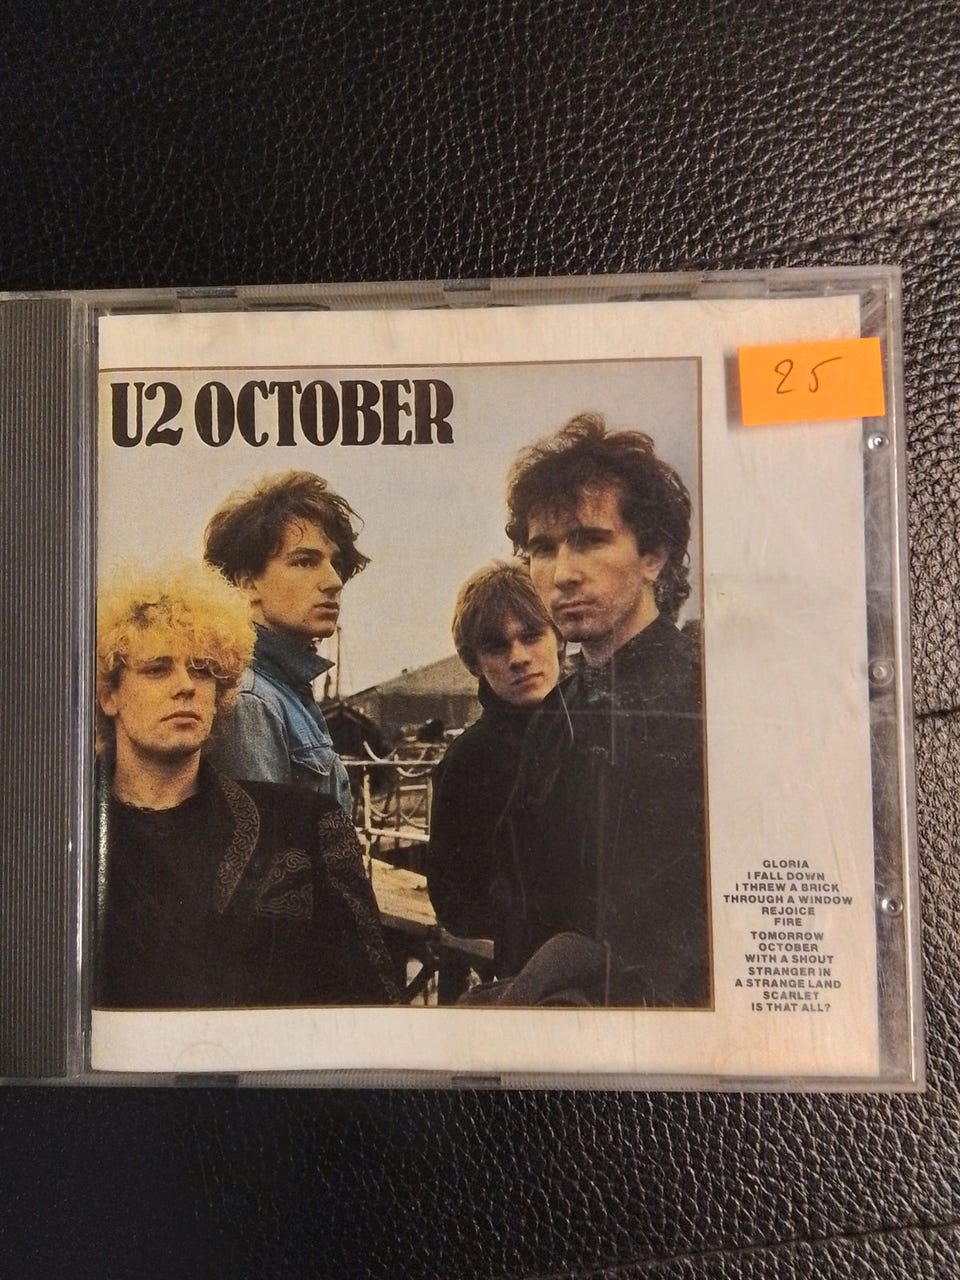 U2 OCTOBER
25
GLORIA
I FALL DOWN
I THREW A BRICK
THROUGH A WINDOW
REJOICE
FIRE
TOMORROW
OCTOBER
WITH A SHOUT
STRANGER IN
A STRANGE LAND
SCARLET
IS THAT ALL?